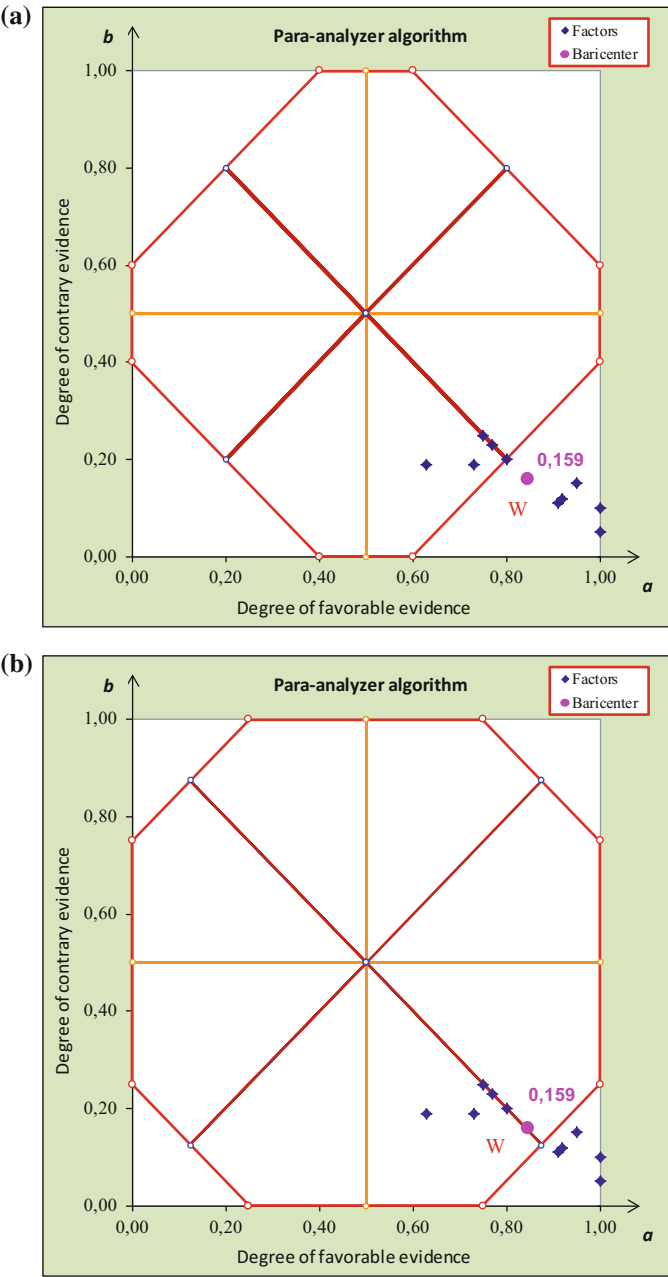 (a)
b
Para-analyzer algorithm
Factors
Baricenter
1,00
0,80
0,60
0,40
0,20
0,00
Degree of contrary evidence
0,159
W
0,00 0,20 0,40 0,60 0,80 1,00
a
Degree of favorable evidence
(b)
b
Para-analyzer algorithm
Factors
Baricenter
1,00
0,80
0,60
0,40
0,20
0,00
Degree of contrary evidence
0,159
W
0,00 0,20 0,40 0,60 0,80 1,00
a
Degree of favorable evidence